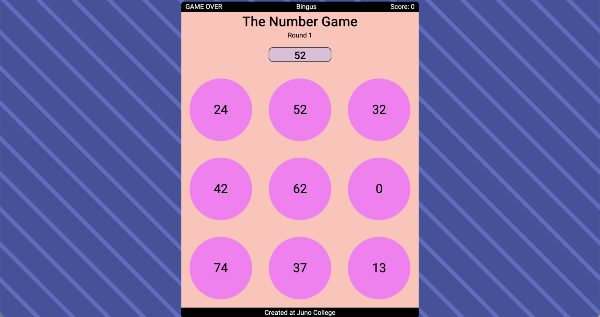 GAME OVER Bingus Score: 0
The Number Game
Round 1
52
24 52 32
42 62 0
74 37 13
Created at Juno College